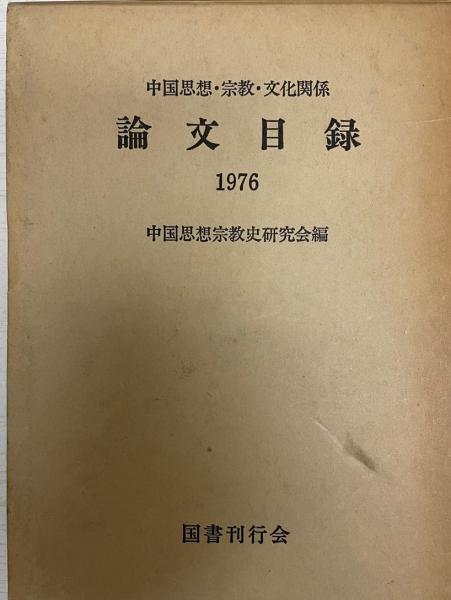 中国思想・宗教・文化関係
論文目録
1976
中国思想宗教史研究会編
国書刊行会